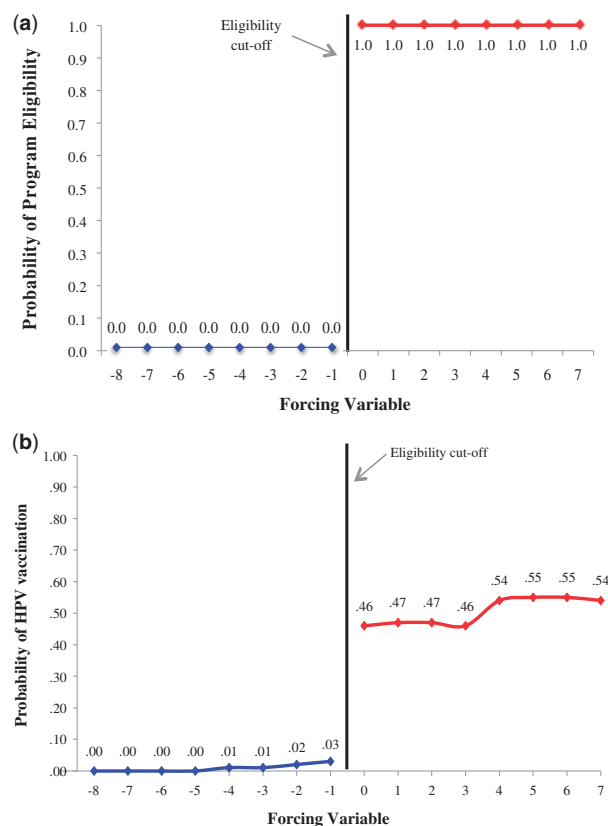 (a)
Probability of Program Eligibility
1.0
0.9
0.8
0.7
0.6
0.5
0.4
0.3
0.2
0.1
0.0
Eligibility
cut-off
1.0 1.0 1.0 1.0 1.0 1.0 1.0 1.0
0.0 0.0 0.0 0.0 0.0 0.0 0.0 0.0
-8 -7 -6 -5 -4 -3 -2 -1 0 1 2 3 4 5 6 7
Forcing Variable
(b)
Probability of HPV vaccination
1.00
.90
.80
.70
.60
.50
.40
.30
.20
.10
.00
Eligibility cut-off
.46 .47 .47 .46 .54 .55 .55 .54
.00 .00 .00 .00 .01 .01 .02 .03
-8 -7 -6 -5 -4 -3 -2 -1 0 1 2 3 4 5 6 7
Forcing Variable